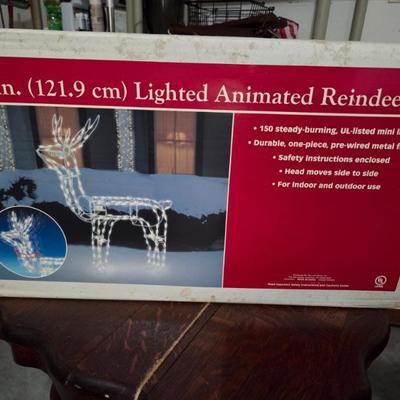 in. (121.9 cm) Lighted Animated Reindee
• 150 steady-burning, UL-listed mini li
• Durable, one-piece, pre-wired metal f
• Safety Instructions enclosed
• Head moves side to side
• For indoor and outdoor use
UL